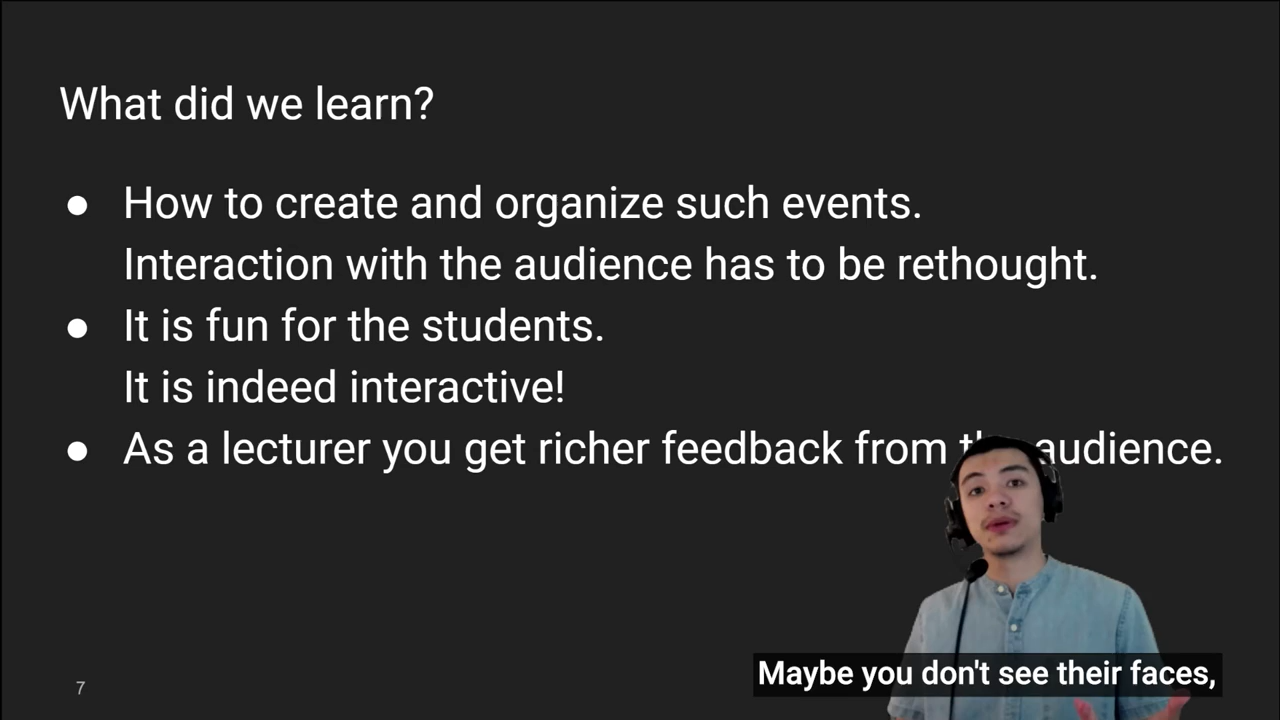 What did we learn?
● How to create and organize such events.
Interaction with the audience has to be rethought.
● It is fun for the students.
It is indeed interactive!
● As a lecturer you get richer feedback from audience.
Maybe you don't see their faces,
7